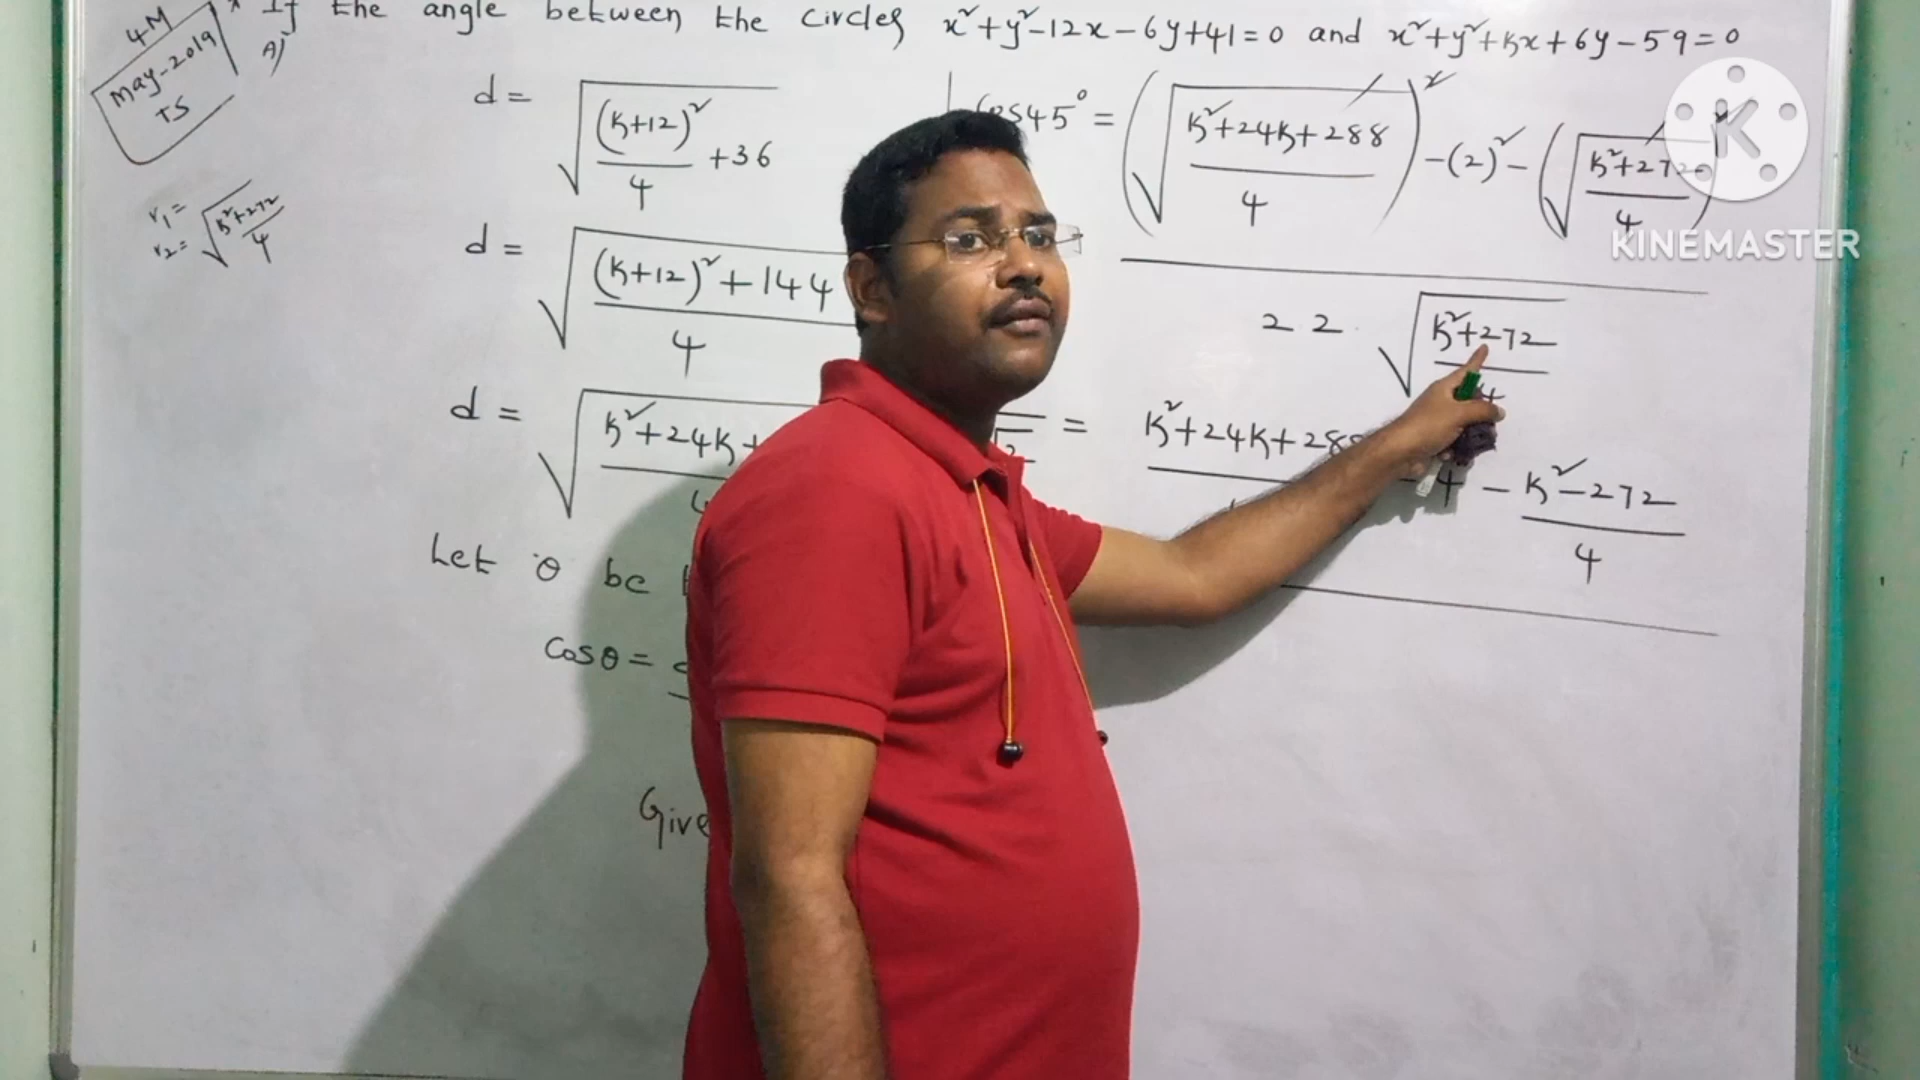 4M
May-2019
TS
* If the angle between the circles x²+y²-12x-6y+41=0 and x²+y²+kx+6y-59=0
A)
d = √((k+12)²/4 +36)
d = √(((k+12)²+144)/4)
d = √(k²+24k+
Let θ be
Cosθ =
Give
r₁ =
r₂ = √((k²+272)/4)
Cos45° = ((√((k²+24k+288)/4))² -(2)² - (√((k²+272)/4))²)/(2 2 . √((k²+272)/4))
= (k²+24k+288)/4 - 4 - (k²-272)/4
K
KINEMASTER